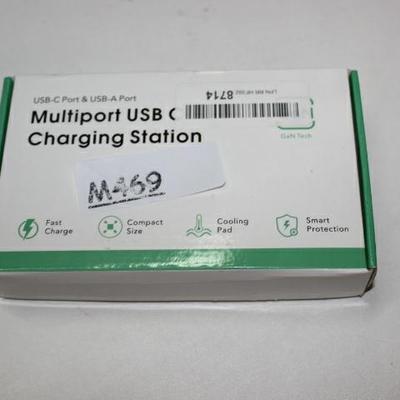 USB-C Port & USB-A Port
Multiport USB C
Charging Station
8714
GaN Tech
M469
Fast
Charge
Compact
Size
Cooling
Pad
Smart
Protection